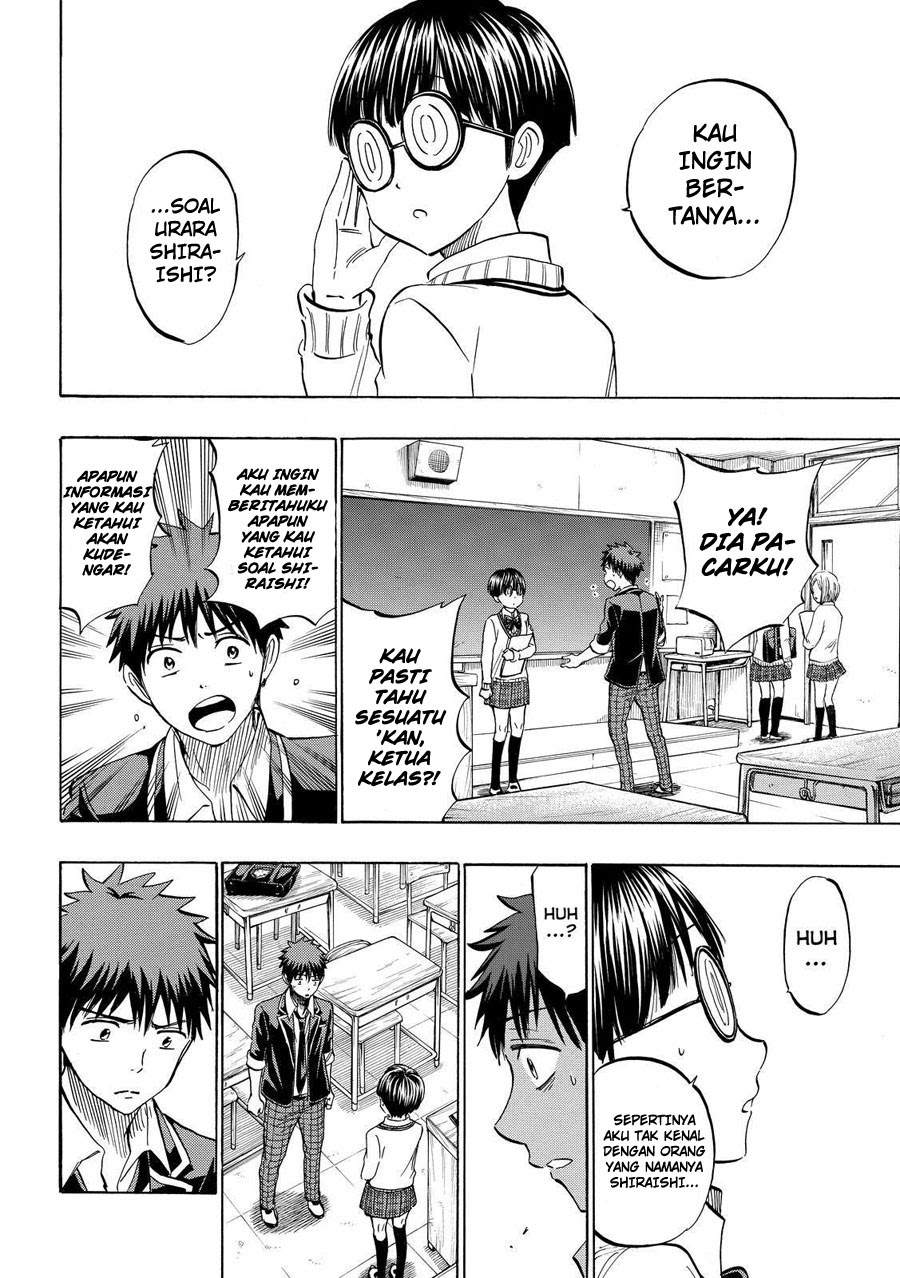 KAU
INGIN
BER-
TANYA...
...SOAL
URARA
SHIRA-
ISHI?
YA!
DIA PA-
CARKU!
KAU
PASTI
TAHU
SESUATU
'KAN,
KETUA
KELAS?!
AKU INGIN
KAU MEM-
BERITAHUKU
APAPUN
YANG KAU
KETAHUI
SOAL SHI-
RAISHI!
APAPUN
INFORMASI
YANG KAU
KETAHUI
AKAN
KUDE-
NGAR!
HUH
...
SEPERTINYA
AKU TAK KENAL
DENGAN ORANG
YANG NAMANYA
SHIRAISHI...
HUH
...?